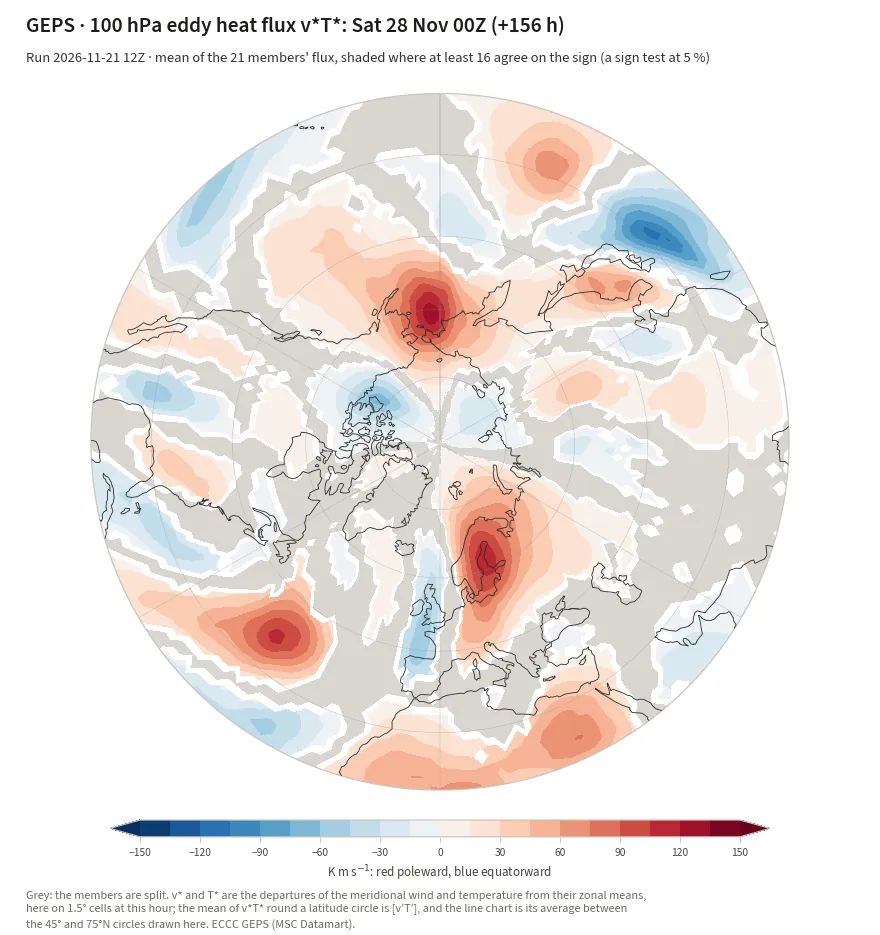 GEPS · 100 hPa eddy heat flux v*T*: Sat 28 Nov 00Z (+156 h)
Run 2026-11-21 12Z · mean of the 21 members' flux, shaded where at least 16 agree on the sign (a sign test at 5 %)
−150 −120 −90 −60 −30 0 30 60 90 120 150
K m s⁻¹: red poleward, blue equatorward
Grey: the members are split. v* and T* are the departures of the meridional wind and temperature from their zonal means,
here on 1.5° cells at this hour; the mean of v*T* round a latitude circle is [v'T'], and the line chart is its average between
the 45° and 75°N circles drawn here. ECCC GEPS (MSC Datamart).